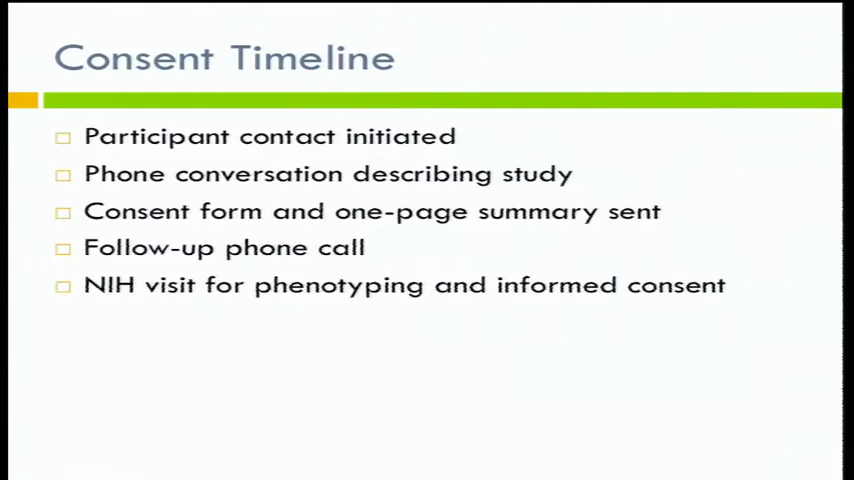 Consent Timeline
Participant contact initiated
Phone conversation describing study
Consent form and one-page summary sent
Follow-up phone call
NIH visit for phenotyping and informed consent